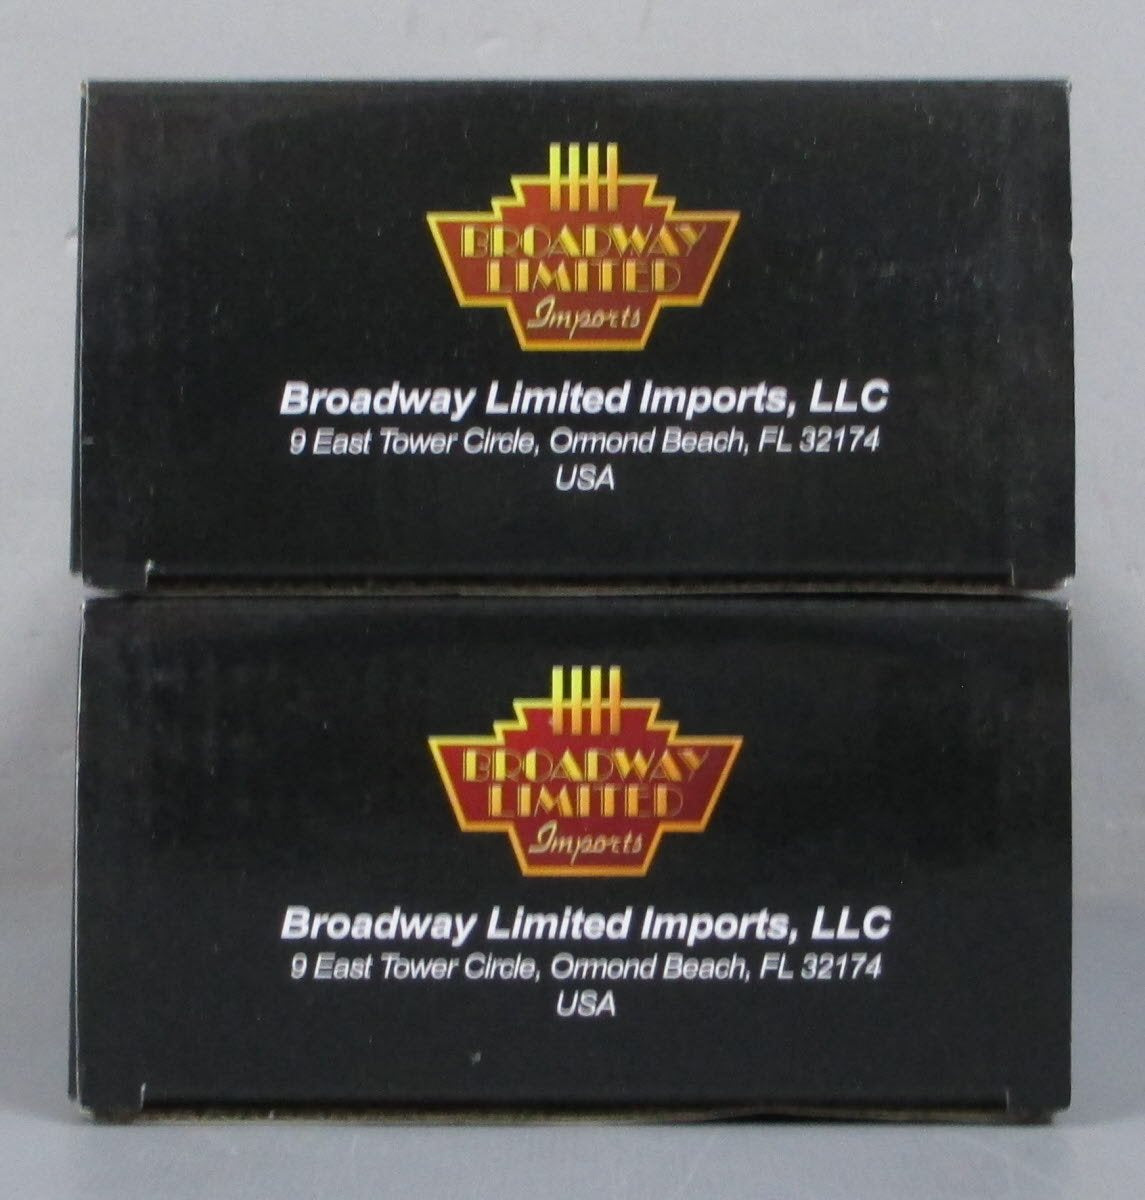 BROADWAY
LIMITED
Imports
Broadway Limited Imports, LLC
9 East Tower Circle, Ormond Beach, FL 32174
USA
BROADWAY
LIMITED
Imports
Broadway Limited Imports, LLC
9 East Tower Circle, Ormond Beach, FL 32174
USA